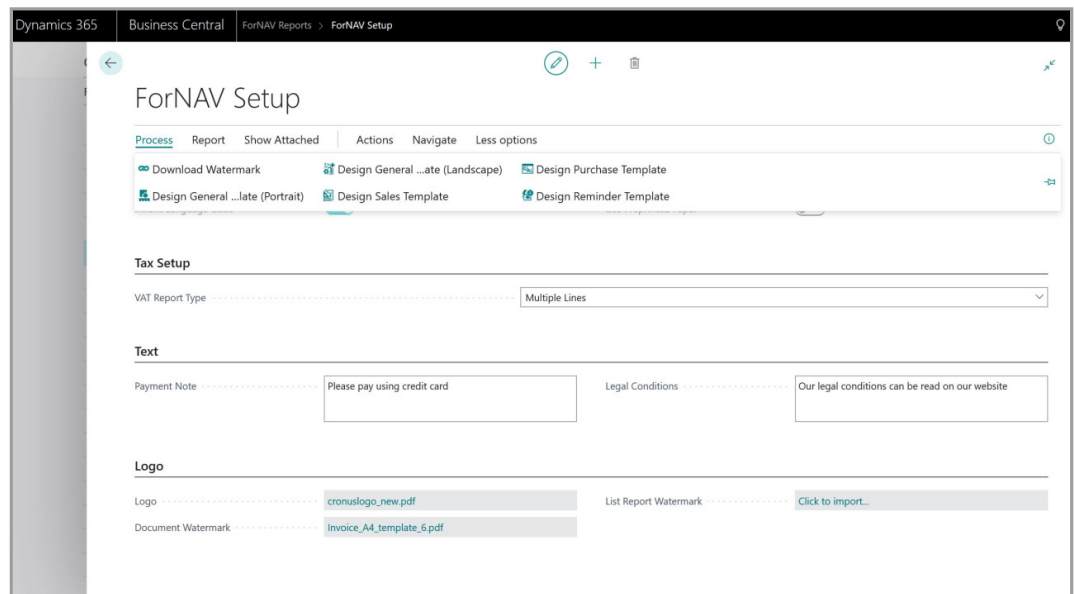 Dynamics 365 Business Central ForNAV Reports > ForNAV Setup
ForNAV Setup
Process Report Show Attached Actions Navigate Less options
Download Watermark Design General ...ate (Landscape) Design Purchase Template
Design General ...late (Portrait) Design Sales Template Design Reminder Template
Tax Setup
VAT Report Type Multiple Lines
Text
Payment Note Please pay using credit card Legal Conditions Our legal conditions can be read on our website
Logo
Logo cronuslogo_new.pdf List Report Watermark Click to import...
Document Watermark Invoice_A4_template_6.pdf